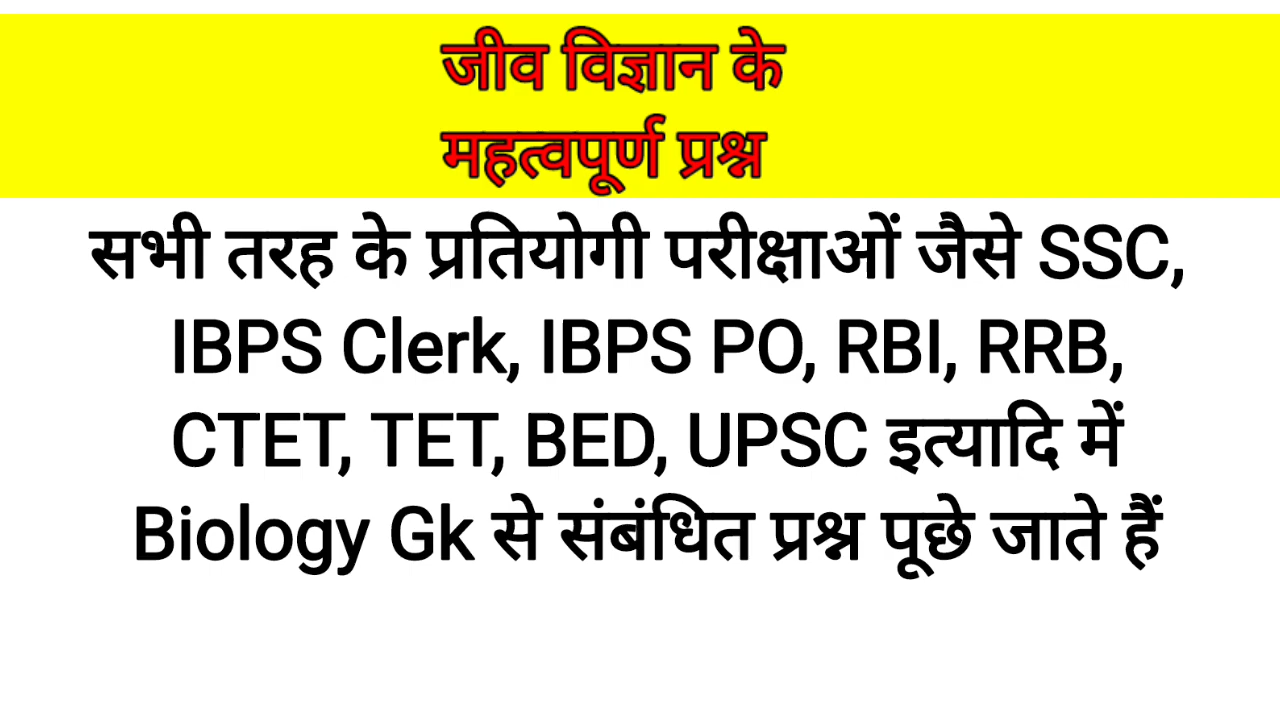 जीव विज्ञान के
महत्वपूर्ण प्रश्न
सभी तरह के प्रतियोगी परीक्षाओं जैसे SSC,
IBPS Clerk, IBPS PO, RBI, RRB,
CTET, TET, BED, UPSC इत्यादि में
Biology Gk से संबंधित प्रश्न पूछे जाते हैं